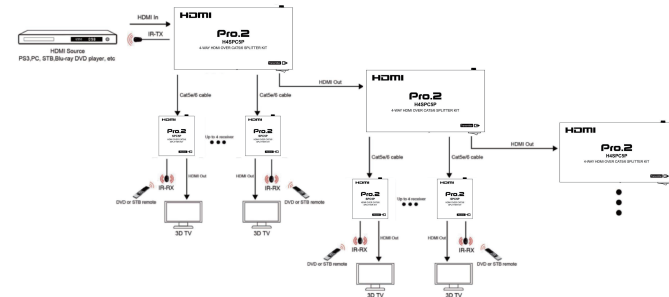 HDMI In
IR-TX
HDMI Source
PS3,PC, STB,Blu-ray DVD player, etc
HDMI
Pro.2
H4SPC5P
4-WAY HDMI OVER CAT5/6 SPLITTER KIT
HDMI Out
Cat5e/6 cable
Cat5e/6 cable
HDMI
Pro.2
HDMI
Pro.2
Up to 4 receiver
IR-RX
HDMI Out
HDMI Out
IR-RX
DVD or STB remote
DVD or STB remote
3D TV
3D TV
HDMI
Pro.2
H4SPC5P
4-WAY HDMI OVER CAT5/6 SPLITTER KIT
HDMI Out
Cat5e/6 cable
Cat5e/6 cable
HDMI
Pro.2
HDMI
Pro.2
Up to 4 receiver
IR-RX
HDMI Out
HDMI Out
IR-RX
DVD or STB remote
DVD or STB remote
3D TV
3D TV
HDMI
Pro.2
H4SPC5P
4-WAY HDMI OVER CAT5/6 SPLITTER KIT